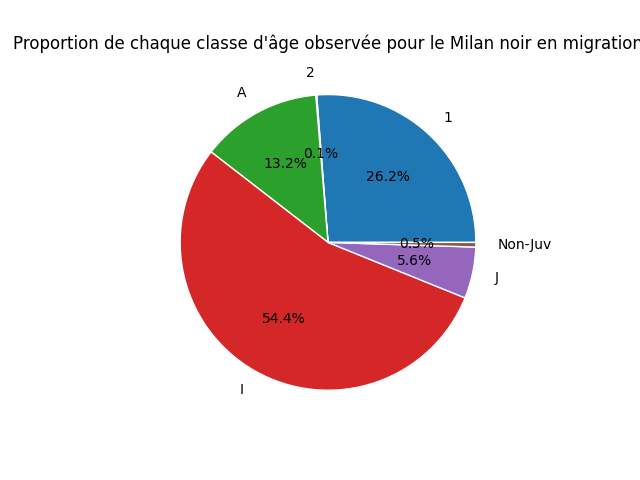 Proportion de chaque classe d'âge observée pour le Milan noir en migration
2
A
1
0.1%
13.2%
26.2%
0.5%
Non-Juv
5.6%
J
54.4%
I